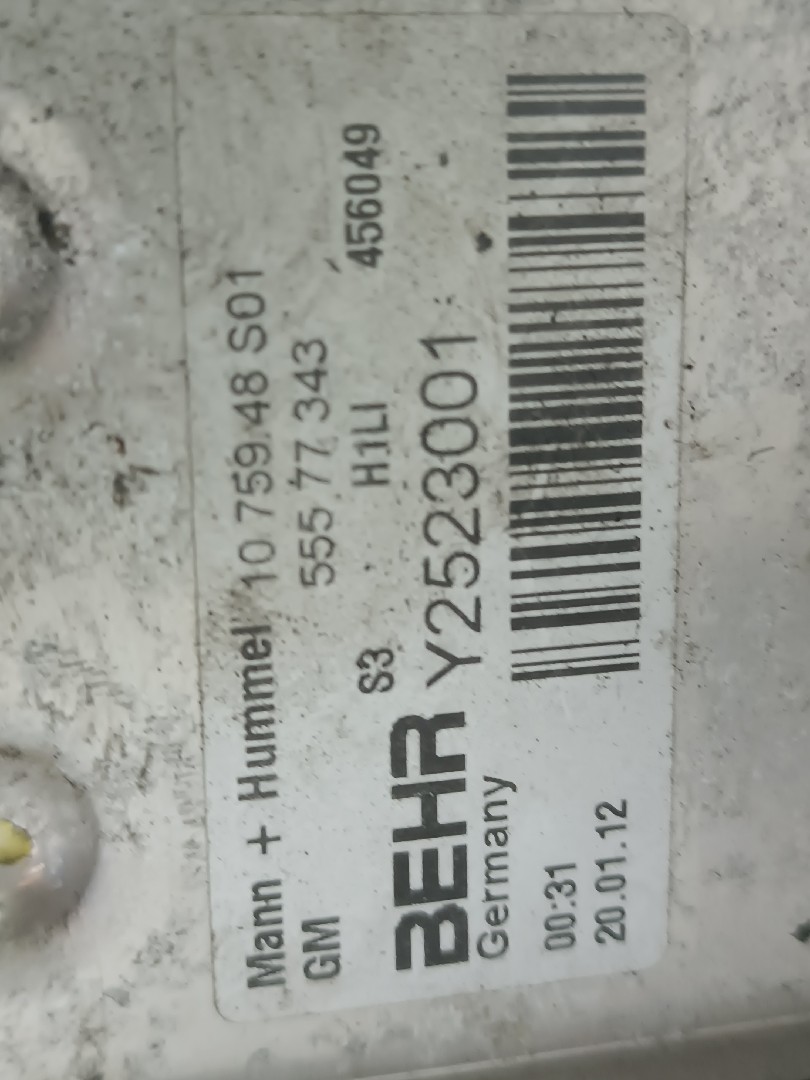 Mann + Hummel 10 759.48 S01
GM 555 77 343
S3 H1LI 456049
BEHR Y2523001
Germany
00:31
20.01.12